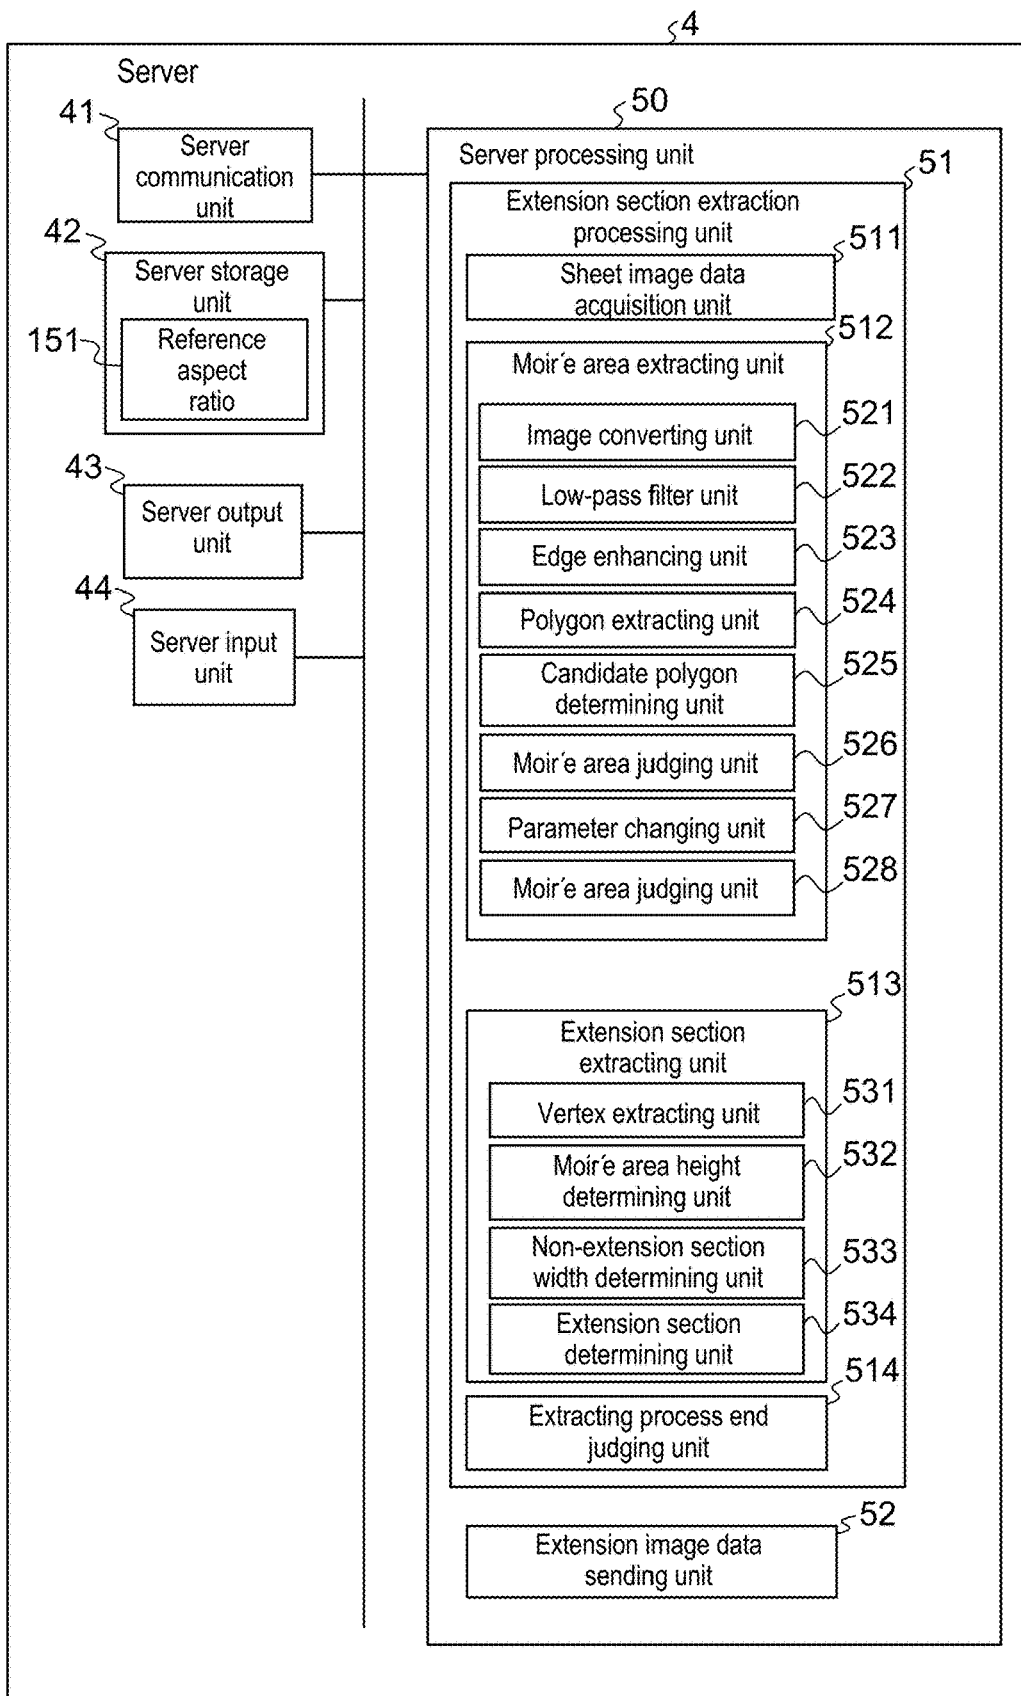 4
Server
41
Server
communication
unit
42
Server storage
unit
151
Reference
aspect
ratio
43
Server output
unit
44
Server input
unit
50
Server processing unit
51
Extension section extraction
processing unit
511
Sheet image data
acquisition unit
512
Moir´e area extracting unit
521
Image converting unit
522
Low-pass filter unit
523
Edge enhancing unit
524
Polygon extracting unit
525
Candidate polygon
determining unit
526
Moir´e area judging unit
527
Parameter changing unit
528
Moir´e area judging unit
513
Extension section
extracting unit
531
Vertex extracting unit
532
Moir´e area height
determining unit
533
Non-extension section
width determining unit
534
Extension section
determining unit
514
Extracting process end
judging unit
52
Extension image data
sending unit